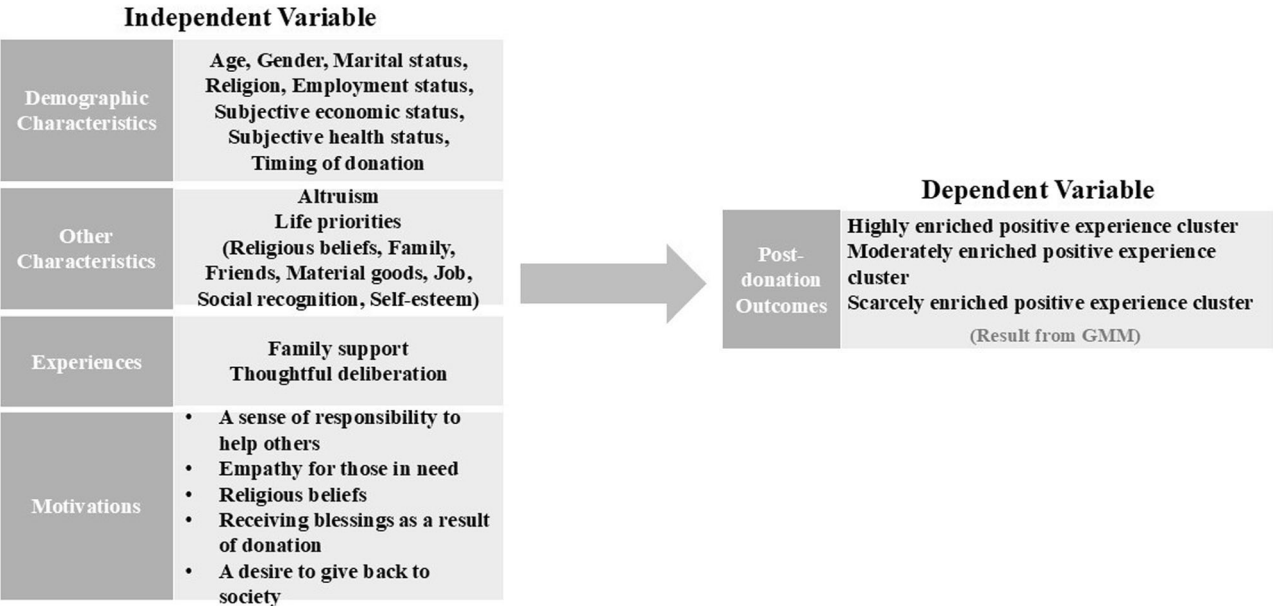 Independent Variable
Demographic
Characteristics
Age, Gender, Marital status,
Religion, Employment status,
Subjective economic status,
Subjective health status,
Timing of donation
Other
Characteristics
Altruism
Life priorities
(Religious beliefs, Family,
Friends, Material goods, Job,
Social recognition, Self-esteem)
Experiences
Family support
Thoughtful deliberation
Motivations
• A sense of responsibility to
help others
• Empathy for those in need
• Religious beliefs
• Receiving blessings as a result
of donation
• A desire to give back to
society
Dependent Variable
Post-
donation
Outcomes
Highly enriched positive experience cluster
Moderately enriched positive experience
cluster
Scarcely enriched positive experience cluster
(Result from GMM)